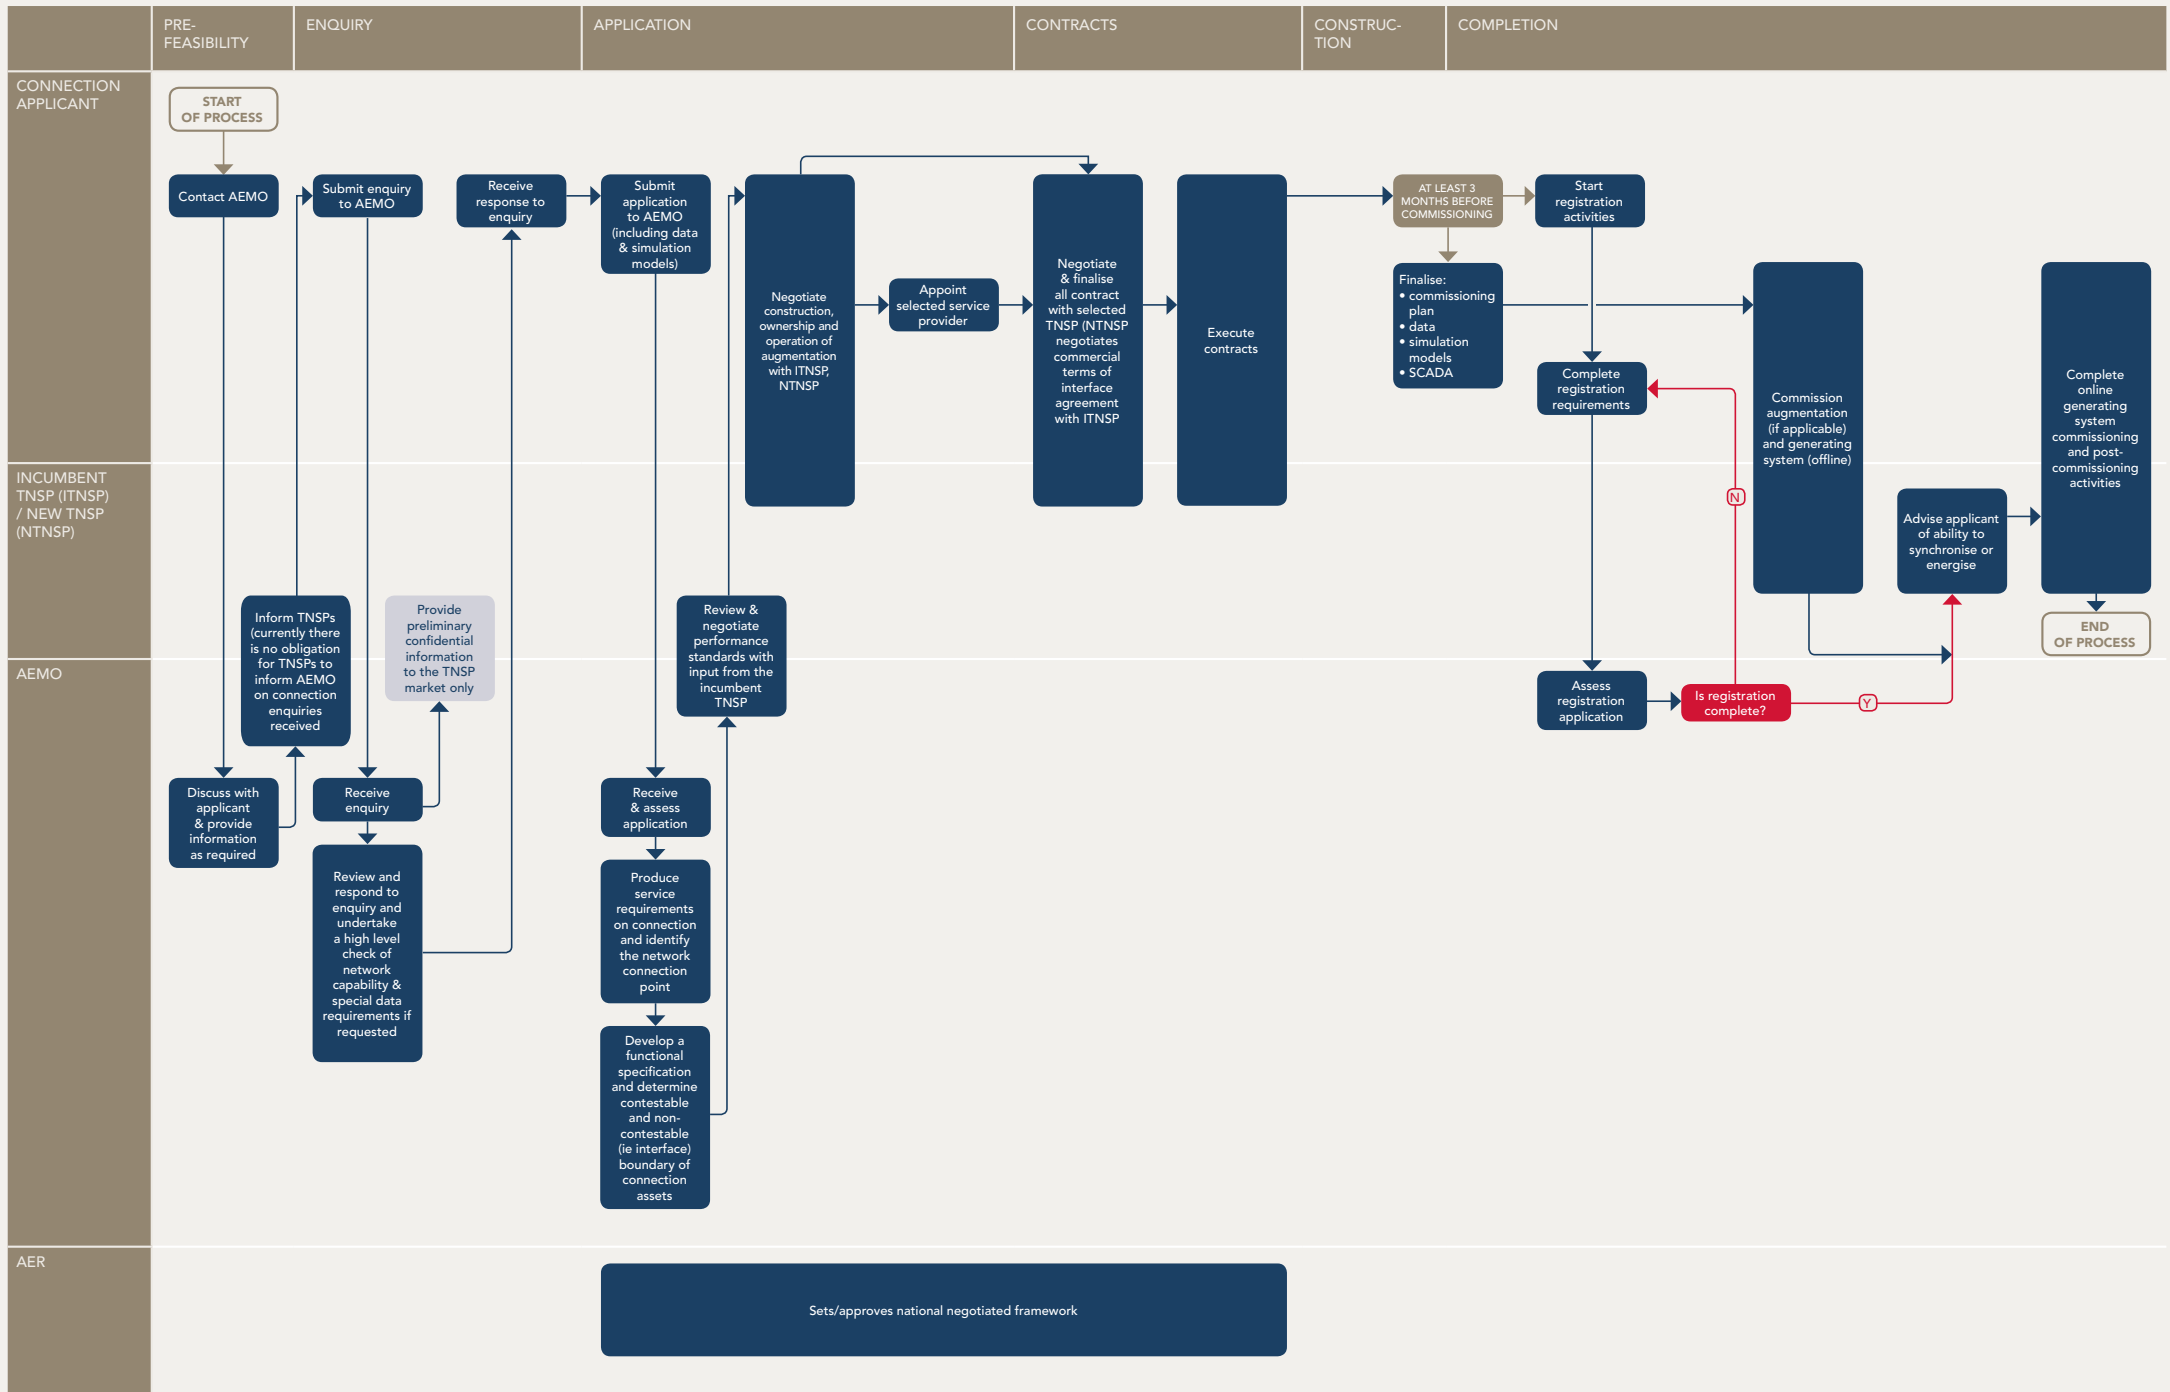 PRE-
FEASIBILITY
ENQUIRY
APPLICATION
CONTRACTS
CONSTRUC-
TION
COMPLETION
CONNECTION
APPLICANT
START
OF PROCESS
Contact AEMO
Submit enquiry
to AEMO
Receive
response to
enquiry
Submit
application
to AEMO
(including data
& simulation
models)
Negotiate
construction,
ownership and
operation of
augmentation
with ITNSP,
NTNSP
Appoint
selected service
provider
Negotiate
& finalise
all contract
with selected
TNSP (NTNSP
negotiates
commercial
terms of
interface
agreement
with ITNSP
Execute
contracts
AT LEAST 3
MONTHS BEFORE
COMMISSIONING
Start
registration
activities
Finalise:
• commissioning
plan
• data
• simulation
models
• SCADA
Complete
registration
requirements
Commission
augmentation
(if applicable)
and generating
system (offline)
Complete
online
generating
system
commissioning
and post-
commissioning
activities
INCUMBENT
TNSP (ITNSP)
/ NEW TNSP
(NTNSP)
N
Advise applicant
of ability to
synchronise or
energise
Inform TNSPs
(currently there
is no obligation
for TNSPs to
inform AEMO
on connection
enquiries
received
Provide
preliminary
confidential
information
to the TNSP
market only
Review &
negotiate
performance
standards with
input from the
incumbent
TNSP
END
OF PROCESS
AEMO
Assess
registration
application
Is registration
complete?
Y
Discuss with
applicant
& provide
information
as required
Receive
enquiry
Review and
respond to
enquiry and
undertake
a high level
check of
network
capability &
special data
requirements if
requested
Receive
& assess
application
Produce
service
requirements
on connection
and identify
the network
connection
point
Develop a
functional
specification
and determine
contestable
and non-
contestable
(ie interface)
boundary of
connection
assets
AER
Sets/approves national negotiated framework